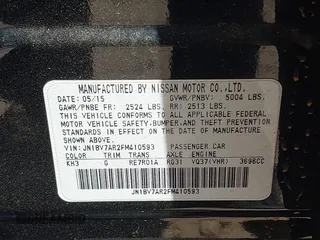 MANUFACTURED BY NISSAN MOTOR CO.,LTD.
DATE: 05/15 GVWR/PNBV: 5004 LBS.
GAWR/PNBE FR: 2524 LBS. RR: 2513 LBS.
THIS VEHICLE CONFORMS TO ALL APPLICABLE FEDERAL
MOTOR VEHICLE SAFETY, BUMPER, AND THEFT PREVENTION
STANDARDS IN EFFECT ON THE DATE OF MANUFACTURE
SHOWN ABOVE.
VIN: JN1BV7AR2FM410593 PASSENGER CAR
COLOR TRIM TRANS AXLE ENGINE
KH3 G RE7R01A RG31 VQ37(VHR) 3696CC
JN1BV7AR2FM410593